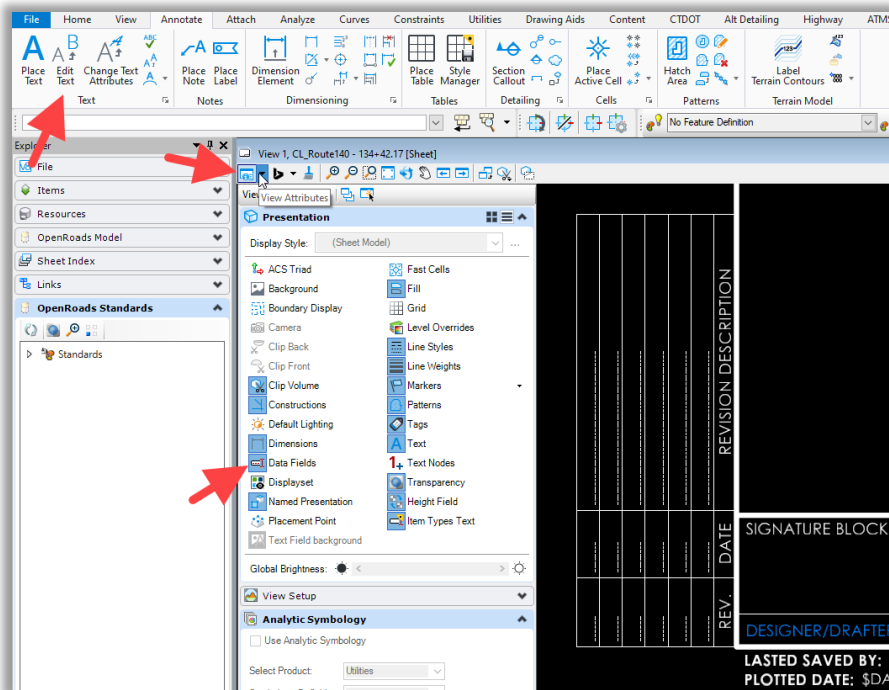 File Home View Annotate Attach Analyze Curves Constraints Utilities Drawing Aids Content CTDOT Alt Detailing Highway ATMS
Place Text
Edit Text
Change Text Attributes
ABC
Place Note
Place Label
Dimension Element
Place Table
Style Manager
Section Callout
Place Active Cell
Hatch Area
Label Terrain Contours
Text Notes Dimensioning Tables Detailing Cells Patterns Terrain Model
No Feature Definition
View 1, CL_Route140 - 134+42.17 [Sheet]
File
Items
Resources
OpenRoads Model
Sheet Index
Links
OpenRoads Standards
Standards
View Attributes
Presentation
Display Style: (Sheet Model) ...
ACS Triad Fast Cells
Background Fill
Boundary Display Grid
Camera Level Overrides
Clip Back Line Styles
Clip Front Line Weights
Clip Volume Markers
Constructions Patterns
Default Lighting Tags
Dimensions Text
Data Fields Text Nodes
Displayset Transparency
Named Presentation Height Field
Placement Point Item Types Text
Text Field background
Global Brightness:
View Setup
Analytic Symbology
Use Analytic Symbology
Select Product: Utilities
REVISION DESCRIPTION
DATE
REV.
SIGNATURE BLOCK
DESIGNER/DRAFTER
LASTED SAVED BY:
PLOTTED DATE: $DA